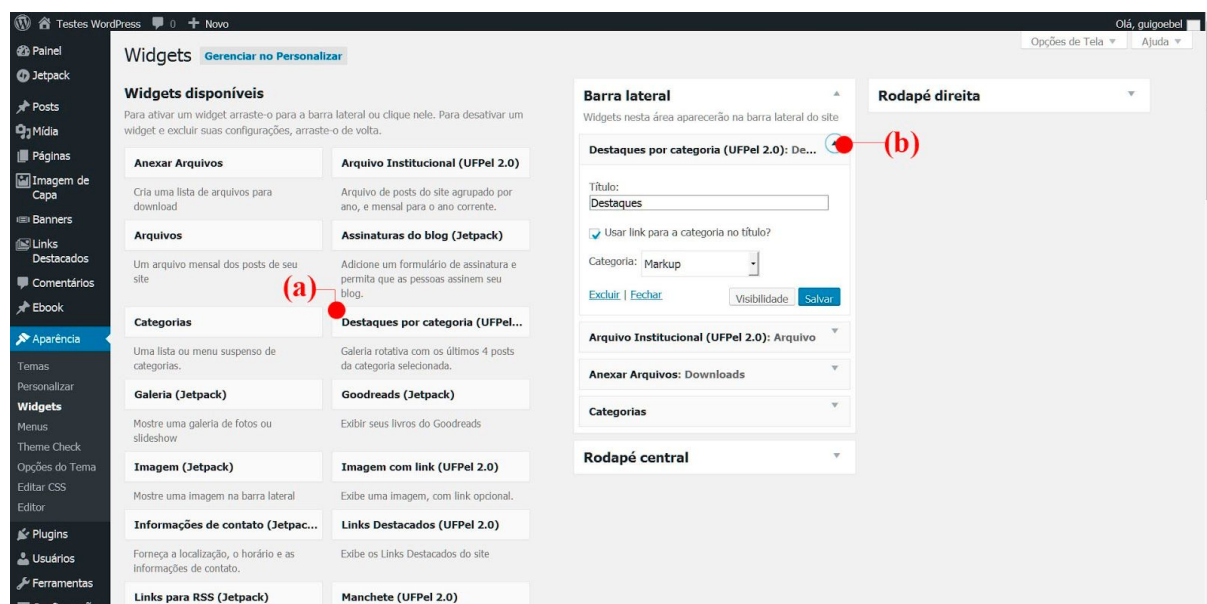 Testes WordPress 0 + Novo
Olá, guigoebel
Painel
Jetpack
Posts
Mídia
Páginas
Imagem de
Capa
Banners
Links
Destacados
Comentários
Ebook
Aparência
Temas
Personalizar
Widgets
Menus
Theme Check
Opções do Tema
Editar CSS
Editor
Plugins
Usuários
Ferramentas
Opções de Tela
Ajuda
Widgets Gerenciar no Personalizar
Widgets disponíveis
Para ativar um widget arraste-o para a barra lateral ou clique nele. Para desativar um
widget e excluir suas configurações, arraste-o de volta.
Anexar Arquivos
Cria uma lista de arquivos para
download
Arquivo Institucional (UFPel 2.0)
Arquivo de posts do site agrupado por
ano, e mensal para o ano corrente.
Arquivos
Um arquivo mensal dos posts de seu
site
Assinaturas do blog (Jetpack)
Adicione um formulário de assinatura e
permita que as pessoas assinem seu
blog.
(a)
Categorias
Uma lista ou menu suspenso de
categorias.
Destaques por categoria (UFPel...
Galeria rotativa com os últimos 4 posts
da categoria selecionada.
Galeria (Jetpack)
Mostre uma galeria de fotos ou
slideshow
Goodreads (Jetpack)
Exibir seus livros do Goodreads
Imagem (Jetpack)
Mostre uma imagem na barra lateral
Imagem com link (UFPel 2.0)
Exibe uma imagem, com link opcional.
Informações de contato (Jetpac...
Forneça a localização, o horário e as
informações de contato.
Links Destacados (UFPel 2.0)
Exibe os Links Destacados do site
Links para RSS (Jetpack)
Manchete (UFPel 2.0)
Barra lateral
Widgets nesta área aparecerão na barra lateral do site
Destaques por categoria (UFPel 2.0): De...
(b)
Título:
Destaques
Usar link para a categoria no título?
Categoria: Markup
Excluir | Fechar
Visibilidade
Salvar
Arquivo Institucional (UFPel 2.0): Arquivo
Anexar Arquivos: Downloads
Categorias
Rodapé central
Rodapé direita